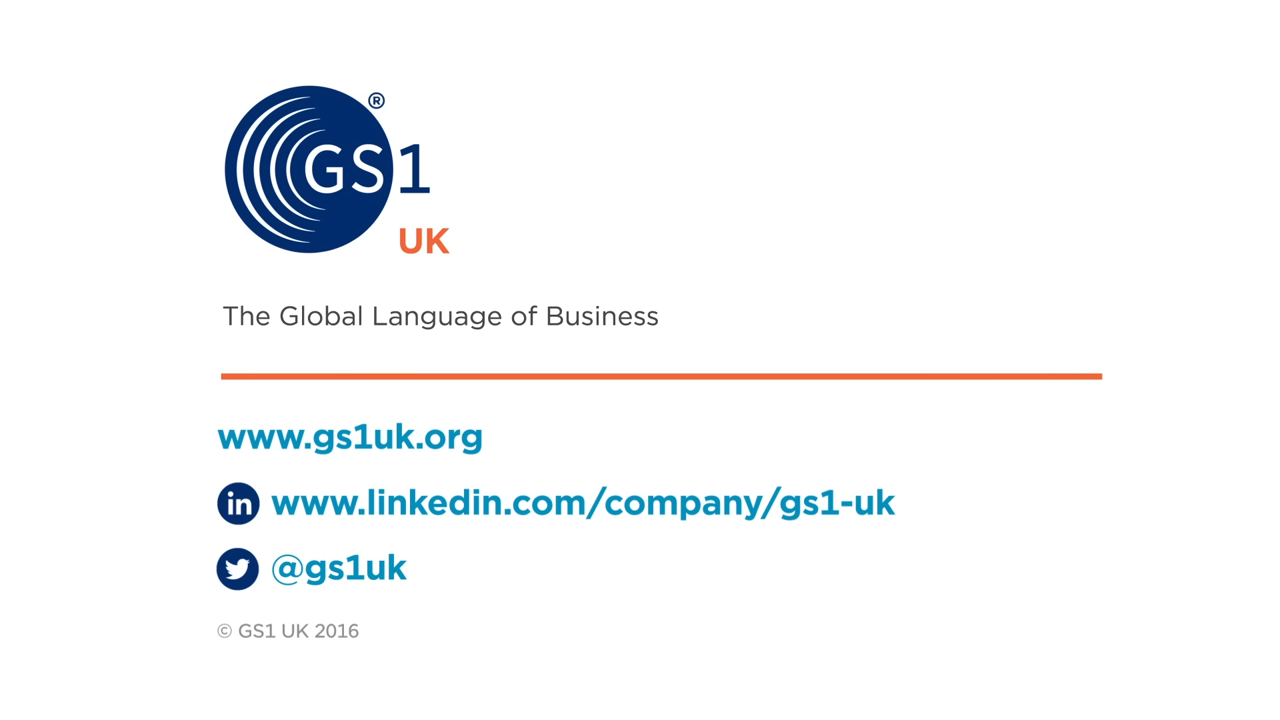 GS1®
UK
The Global Language of Business
www.gs1uk.org
in www.linkedin.com/company/gs1-uk
@gs1uk
© GS1 UK 2016